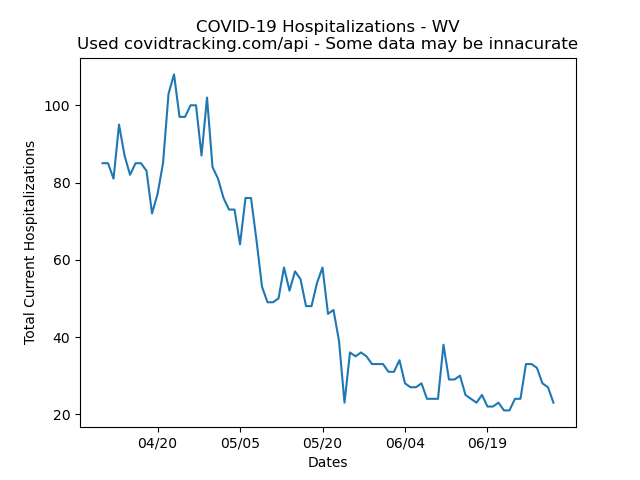 COVID-19 Hospitalizations - WV
Used covidtracking.com/api - Some data may be innacurate
Total Current Hospitalizations
100
80
60
40
20
04/20 05/05 05/20 06/04 06/19
Dates